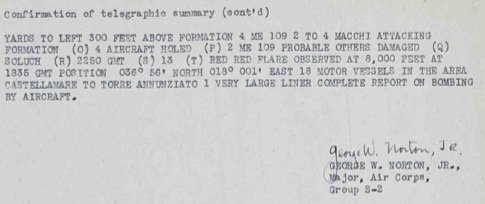 Confirmation of telegraphic summary (cont'd)
YARDS TO LEFT 300 FEET ABOVE FORMATION 4 ME 109 2 TO 4 MACCHI ATTACKING
FORMATION (O) 4 AIRCRAFT HOLED (P) 2 ME 109 PROBABLE OTHERS DAMAGED (Q)
SOLUCH (R) 2250 GMT (S) 13 (T) RED RED FLARE OBSERVED AT 8,000 FEET AT
1835 GMT POSITION 036° 56' NORTH 018° 001' EAST 18 MOTOR VESSELS IN THE AREA
CASTELLAMARE TO TORRE ANNUNZIATO 1 VERY LARGE LINER COMPLETE REPORT ON BOMBING
BY AIRCRAFT.
George W. Norton, JR.
GEORGE W. NORTON, JR.,
Major, Air Corps,
Group S-2